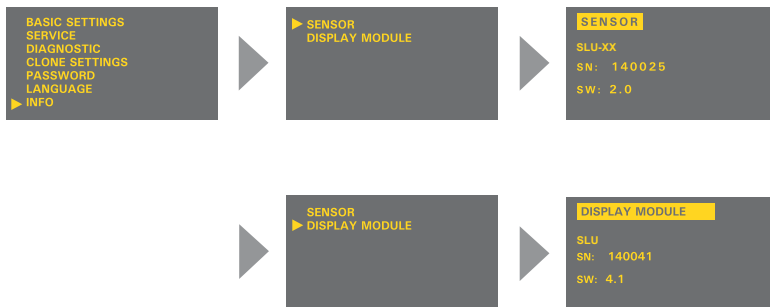 BASIC SETTINGS
SERVICE
DIAGNOSTIC
CLONE SETTINGS
PASSWORD
LANGUAGE
INFO
SENSOR
DISPLAY MODULE
SENSOR
SLU-XX
SN: 140025
SW: 2.0
SENSOR
DISPLAY MODULE
DISPLAY MODULE
SLU
SN: 140041
SW: 4.1